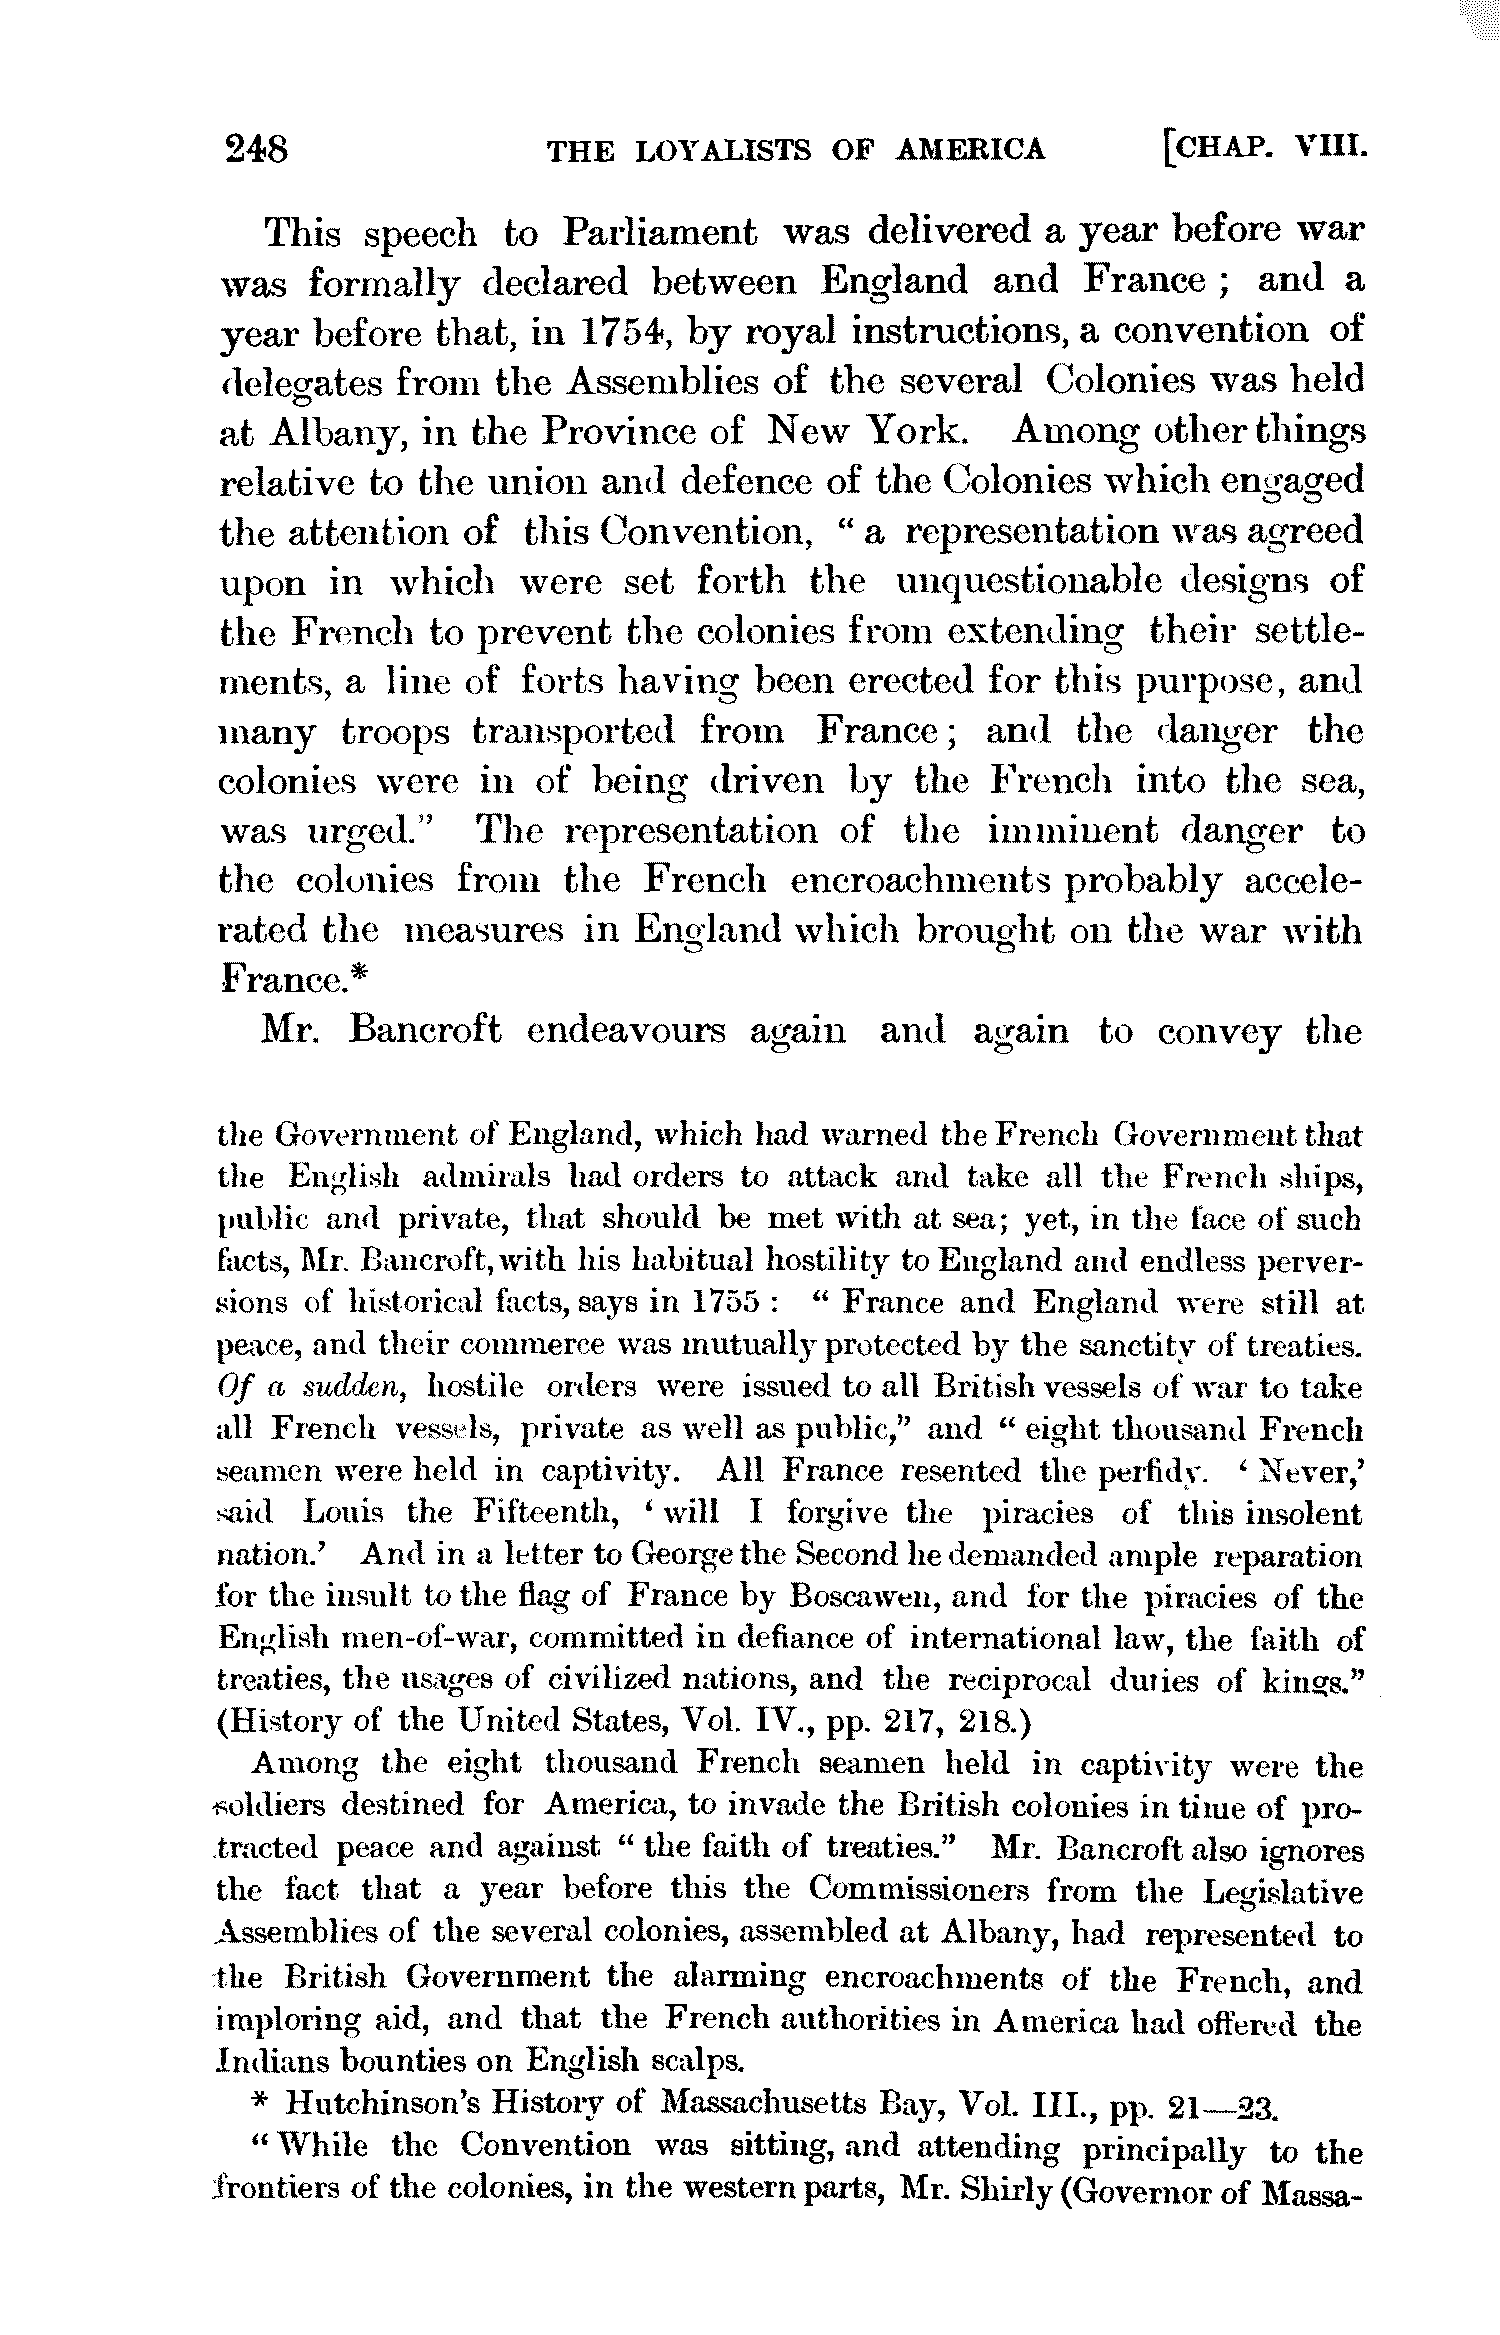 248 THE LOYALISTS OF AMERICA [CHAP. VIII.
This speech to Parliament was delivered a year before war
was formally declared between England and France ; and a
year before that, in 1754, by royal instructions, a convention of
delegates from the Assemblies of the several Colonies was held
at Albany, in the Province of New York. Among other things
relative to the union and defence of the Colonies which engaged
the attention of this Convention, “ a representation was agreed
upon in which were set forth the unquestionable designs of
the French to prevent the colonies from extending their settle-
ments, a line of forts having been erected for this purpose, and
many troops transported from France ; and the danger the
colonies were in of being driven by the French into the sea,
was urged.” The representation of the imminent danger to
the colonies from the French encroachments probably accele-
rated the measures in England which brought on the war with
France.*
Mr. Bancroft endeavours again and again to convey the
the Government of England, which had warned the French Government that
the English admirals had orders to attack and take all the French ships,
public and private, that should be met with at sea; yet, in the face of such
facts, Mr. Bancroft, with his habitual hostility to England and endless perver-
sions of historical facts, says in 1755 : “ France and England were still at
peace, and their commerce was mutually protected by the sanctity of treaties.
Of a sudden, hostile orders were issued to all British vessels of war to take
all French vessels, private as well as public,” and “ eight thousand French
seamen were held in captivity. All France resented the perfidy. ‘ Never,’
said Louis the Fifteenth, ‘ will I forgive the piracies of this insolent
nation.’ And in a letter to George the Second he demanded ample reparation
for the insult to the flag of France by Boscawen, and for the piracies of the
English men-of-war, committed in defiance of international law, the faith of
treaties, the usages of civilized nations, and the reciprocal duties of kings.”
(History of the United States, Vol. IV., pp. 217, 218.)
Among the eight thousand French seamen held in captivity were the
soldiers destined for America, to invade the British colonies in time of pro-
tracted peace and against “ the faith of treaties.” Mr. Bancroft also ignores
the fact that a year before this the Commissioners from the Legislative
Assemblies of the several colonies, assembled at Albany, had represented to
the British Government the alarming encroachments of the French, and
imploring aid, and that the French authorities in America had offered the
Indians bounties on English scalps.
* Hutchinson's History of Massachusetts Bay, Vol. III., pp. 21—23.
“ While the Convention was sitting, and attending principally to the
frontiers of the colonies, in the western parts, Mr. Shirly (Governor of Massa-